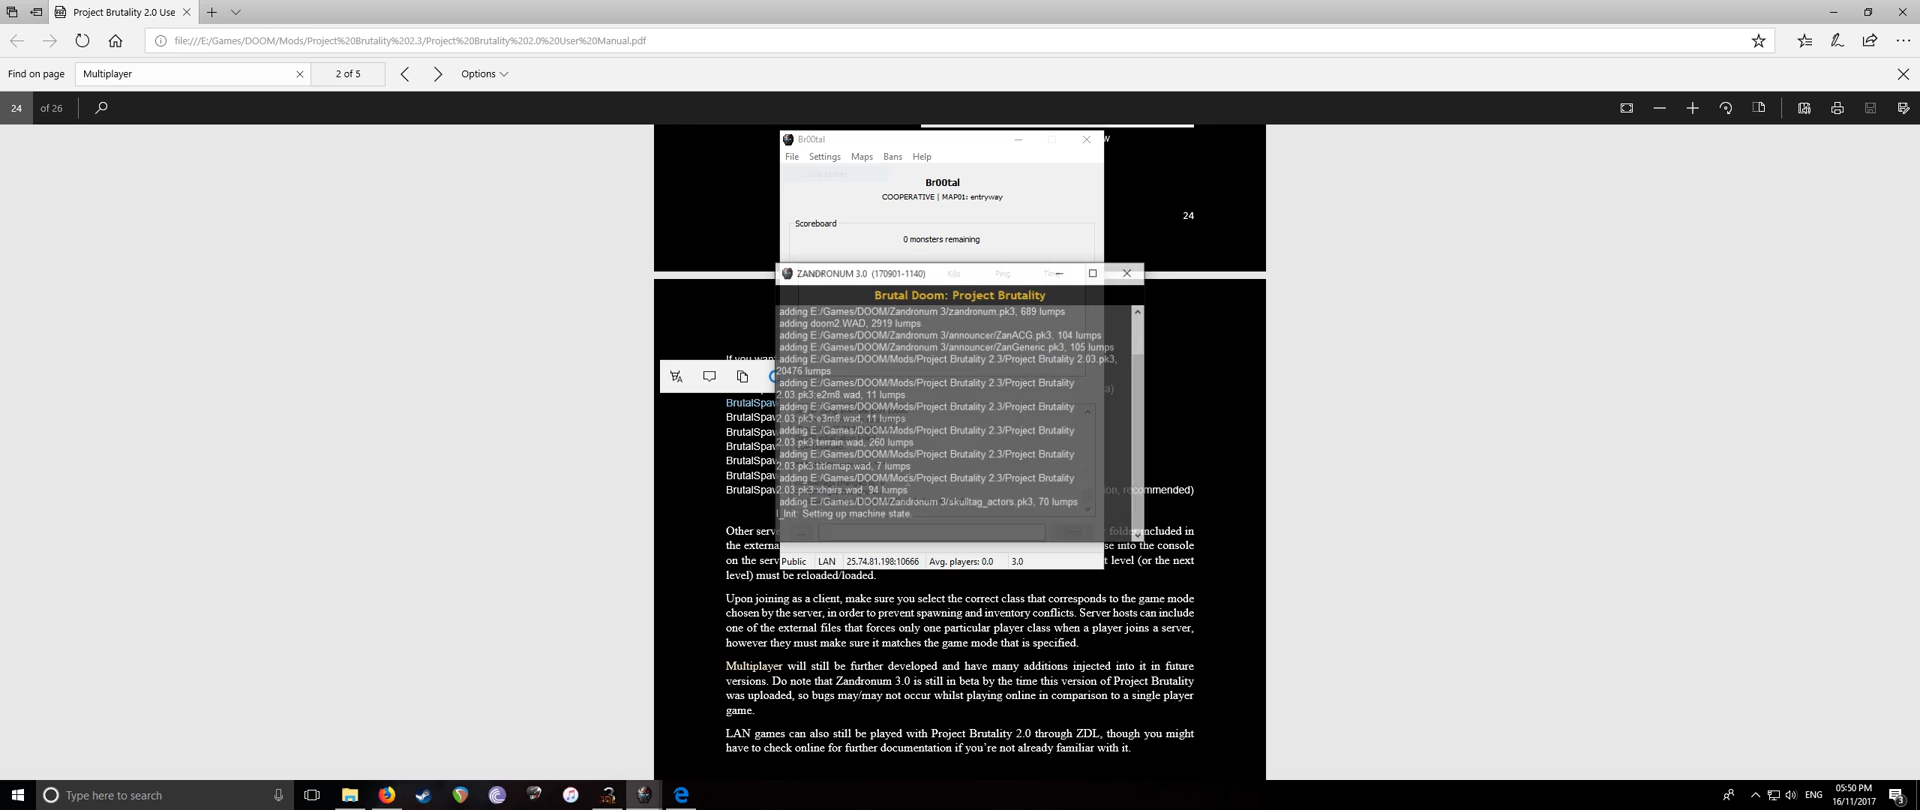 Project Brutality 2.0 Use
file:///E:/Games/DOOM/Mods/Project%20Brutality%202.3/Project%20Brutality%202.0%20User%20Manual.pdf
Find on page
Multiplayer
2 of 5
Options
24
of 26
Br00tal
w
File
Settings
Maps
Bans
Help
Br00tal
COOPERATIVE | MAP01: entryway
24
Scoreboard
0 monsters remaining
ZANDRONUM 3.0 (170901-1140)
Kills
Ping
Time
Brutal Doom: Project Brutality
adding E:/Games/DOOM/Zandronum 3/zandronum.pk3, 689 lumps
adding doom2.WAD, 2919 lumps
adding E:/Games/DOOM/Zandronum 3/announcer/ZanACG.pk3, 104 lumps
adding E:/Games/DOOM/Zandronum 3/announcer/ZanGeneric.pk3, 105 lumps
adding E:/Games/DOOM/Mods/Project Brutality 2.3/Project Brutality 2.03.pk3,
20476 lumps
adding E:/Games/DOOM/Mods/Project Brutality 2.3/Project Brutality
2.03.pk3:e2m8.wad, 11 lumps
adding E:/Games/DOOM/Mods/Project Brutality 2.3/Project Brutality
2.03.pk3:e3m8.wad, 11 lumps
adding E:/Games/DOOM/Mods/Project Brutality 2.3/Project Brutality
2.03.pk3:terrain.wad, 260 lumps
adding E:/Games/DOOM/Mods/Project Brutality 2.3/Project Brutality
2.03.pk3:titlemap.wad, 7 lumps
adding E:/Games/DOOM/Mods/Project Brutality 2.3/Project Brutality
2.03.pk3:xhairs.wad, 94 lumps
adding E:/Games/DOOM/Zandronum 3/skulltag_actors.pk3, 70 lumps
I_Init: Setting up machine state.
If you want
a)
BrutalSpaw
BrutalSpaw
BrutalSpaw
BrutalSpaw
BrutalSpaw
BrutalSpaw
BrutalSpaw
on, recommended)
Other serve
folder included in
the externa
se into the console
on the serv
t level (or the next
level) must be reloaded/loaded.
Public
LAN
25.74.81.198:10666
Avg. players: 0.0
3.0
Upon joining as a client, make sure you select the correct class that corresponds to the game mode
chosen by the server, in order to prevent spawning and inventory conflicts. Server hosts can include
one of the external files that forces only one particular player class when a player joins a server,
however they must make sure it matches the game mode that is specified.
Multiplayer will still be further developed and have many additions injected into it in future
versions. Do note that Zandronum 3.0 is still in beta by the time this version of Project Brutality
was uploaded, so bugs may/may not occur whilst playing online in comparison to a single player
game.
LAN games can also still be played with Project Brutality 2.0 through ZDL, though you might
have to check online for further documentation if you're not already familiar with it.
Type here to search
ENG
05:50 PM
16/11/2017
3